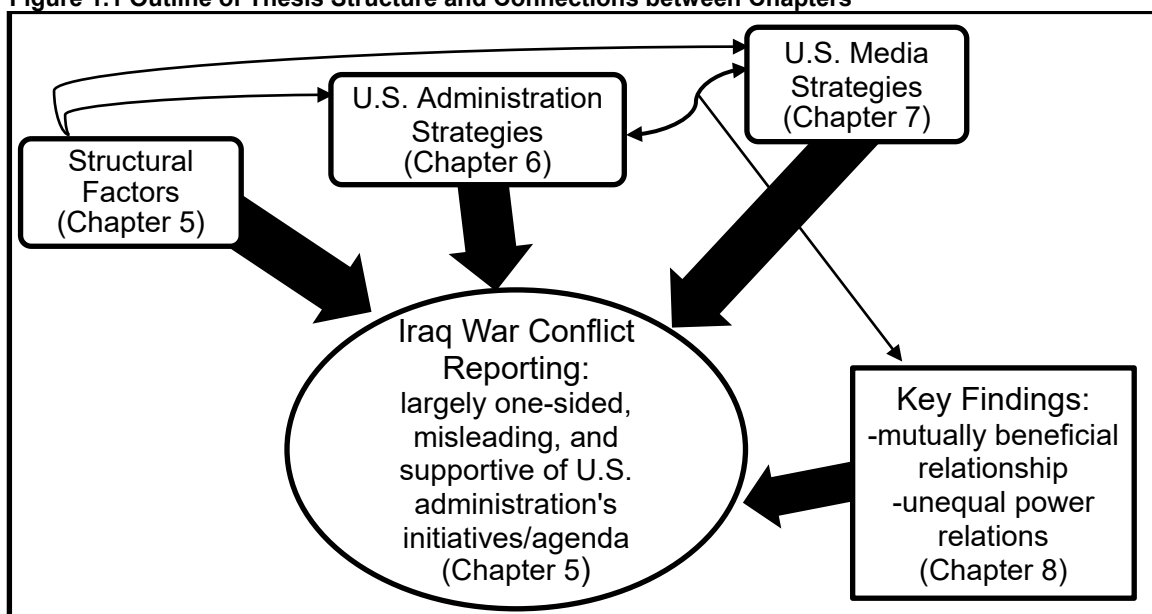 Figure 1.1 Outline of Thesis Structure and Connections between Chapters
U.S. Media
Strategies
(Chapter 7)
U.S. Administration
Strategies
(Chapter 6)
Structural
Factors
(Chapter 5)
Iraq War Conflict
Reporting:
largely one-sided,
misleading, and
supportive of U.S.
administration's
initiatives/agenda
(Chapter 5)
Key Findings:
-mutually beneficial
relationship
-unequal power
relations
(Chapter 8)